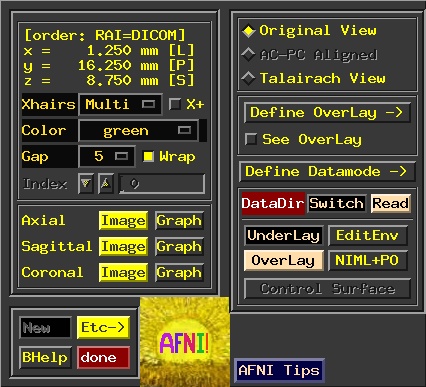 [order: RAI=DICOM]
x = 1.250 mm [L]
y = 16.250 mm [P]
z = 8.750 mm [S]
Xhairs Multi X+
Color green
Gap 5 Wrap
Index 0
Axial Image Graph
Sagittal Image Graph
Coronal Image Graph
New Etc->
BHelp done
AFNI!
Original View
AC-PC Aligned
Talairach View
Define OverLay ->
See OverLay
Define Datamode ->
DataDir Switch Read
UnderLay EditEnv
OverLay NIML+PO
Control Surface
AFNI Tips